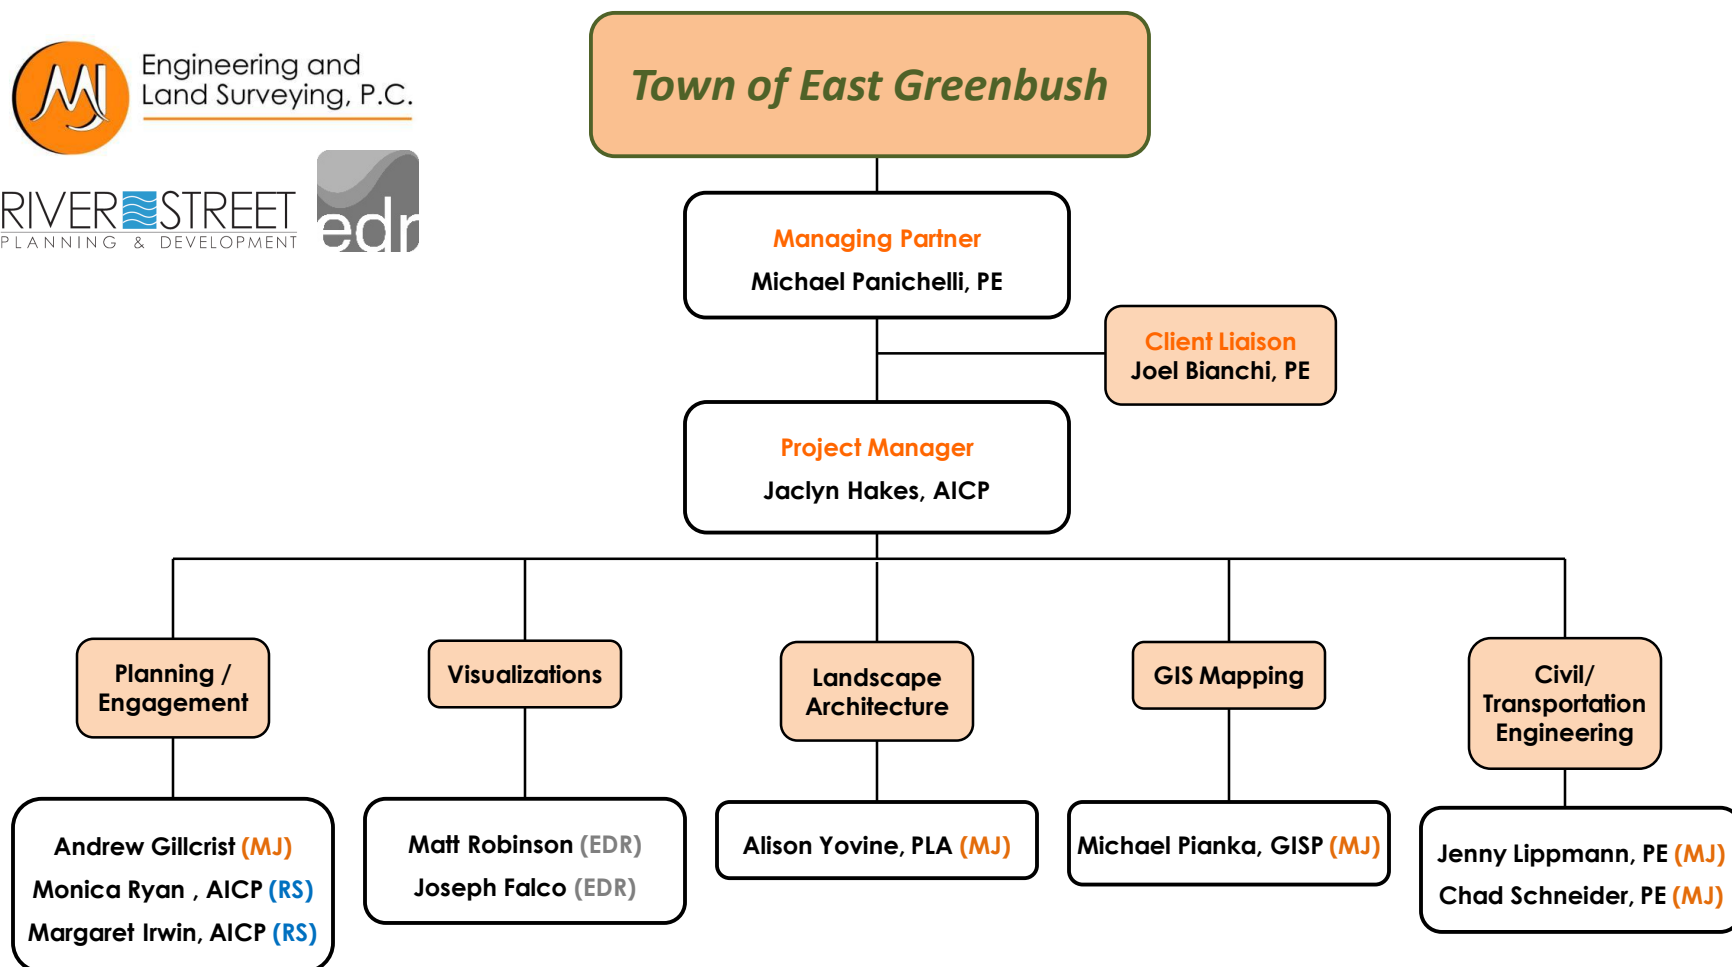 MJ
Engineering and
Land Surveying, P.C.
RIVER STREET
PLANNING & DEVELOPMENT
edr
Town of East Greenbush
Managing Partner
Michael Panichelli, PE
Client Liaison
Joel Bianchi, PE
Project Manager
Jaclyn Hakes, AICP
Planning /
Engagement
Visualizations
Landscape
Architecture
GIS Mapping
Civil/
Transportation
Engineering
Andrew Gillcrist (MJ)
Monica Ryan , AICP (RS)
Margaret Irwin, AICP (RS)
Matt Robinson (EDR)
Joseph Falco (EDR)
Alison Yovine, PLA (MJ)
Michael Pianka, GISP (MJ)
Jenny Lippmann, PE (MJ)
Chad Schneider, PE (MJ)